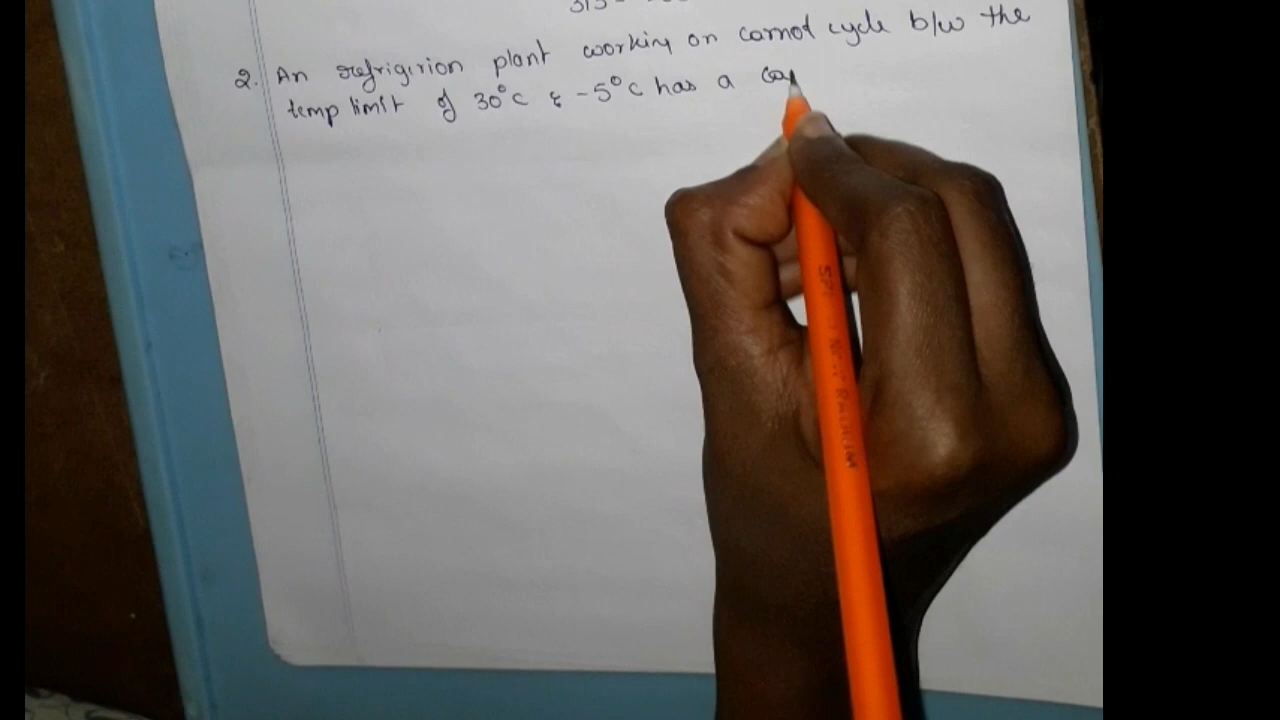 2. An refrigirion plant working on carnot cycle b/w the
temp limit of 30°c & -5°c has a